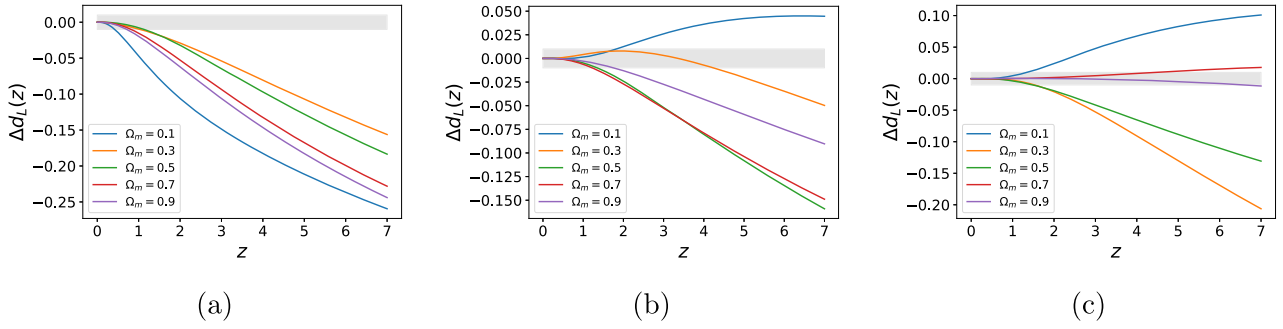 0.00
−0.05
−0.10
−0.15
−0.20
−0.25
Δd_L(z)
Ω_m = 0.1
Ω_m = 0.3
Ω_m = 0.5
Ω_m = 0.7
Ω_m = 0.9
0 1 2 3 4 5 6 7
z
(a)
0.050
0.025
0.000
−0.025
−0.050
−0.075
−0.100
−0.125
−0.150
Δd_L(z)
Ω_m = 0.1
Ω_m = 0.3
Ω_m = 0.5
Ω_m = 0.7
Ω_m = 0.9
0 1 2 3 4 5 6 7
z
(b)
0.10
0.05
0.00
−0.05
−0.10
−0.15
−0.20
Δd_L(z)
Ω_m = 0.1
Ω_m = 0.3
Ω_m = 0.5
Ω_m = 0.7
Ω_m = 0.9
0 1 2 3 4 5 6 7
z
(c)